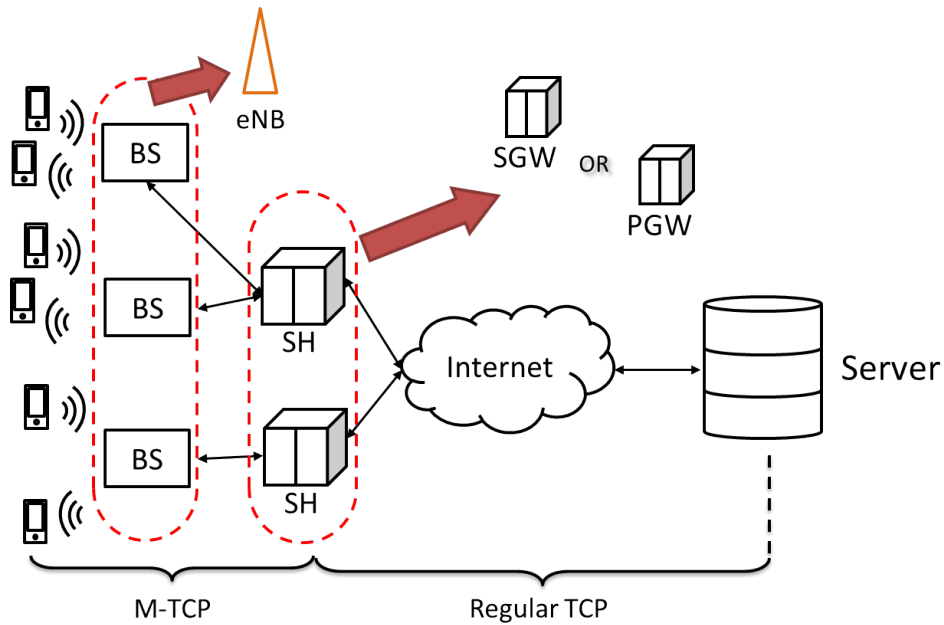 eNB
BS
SGW
OR
PGW
BS
SH
Internet
Server
BS
SH
M-TCP
Regular TCP